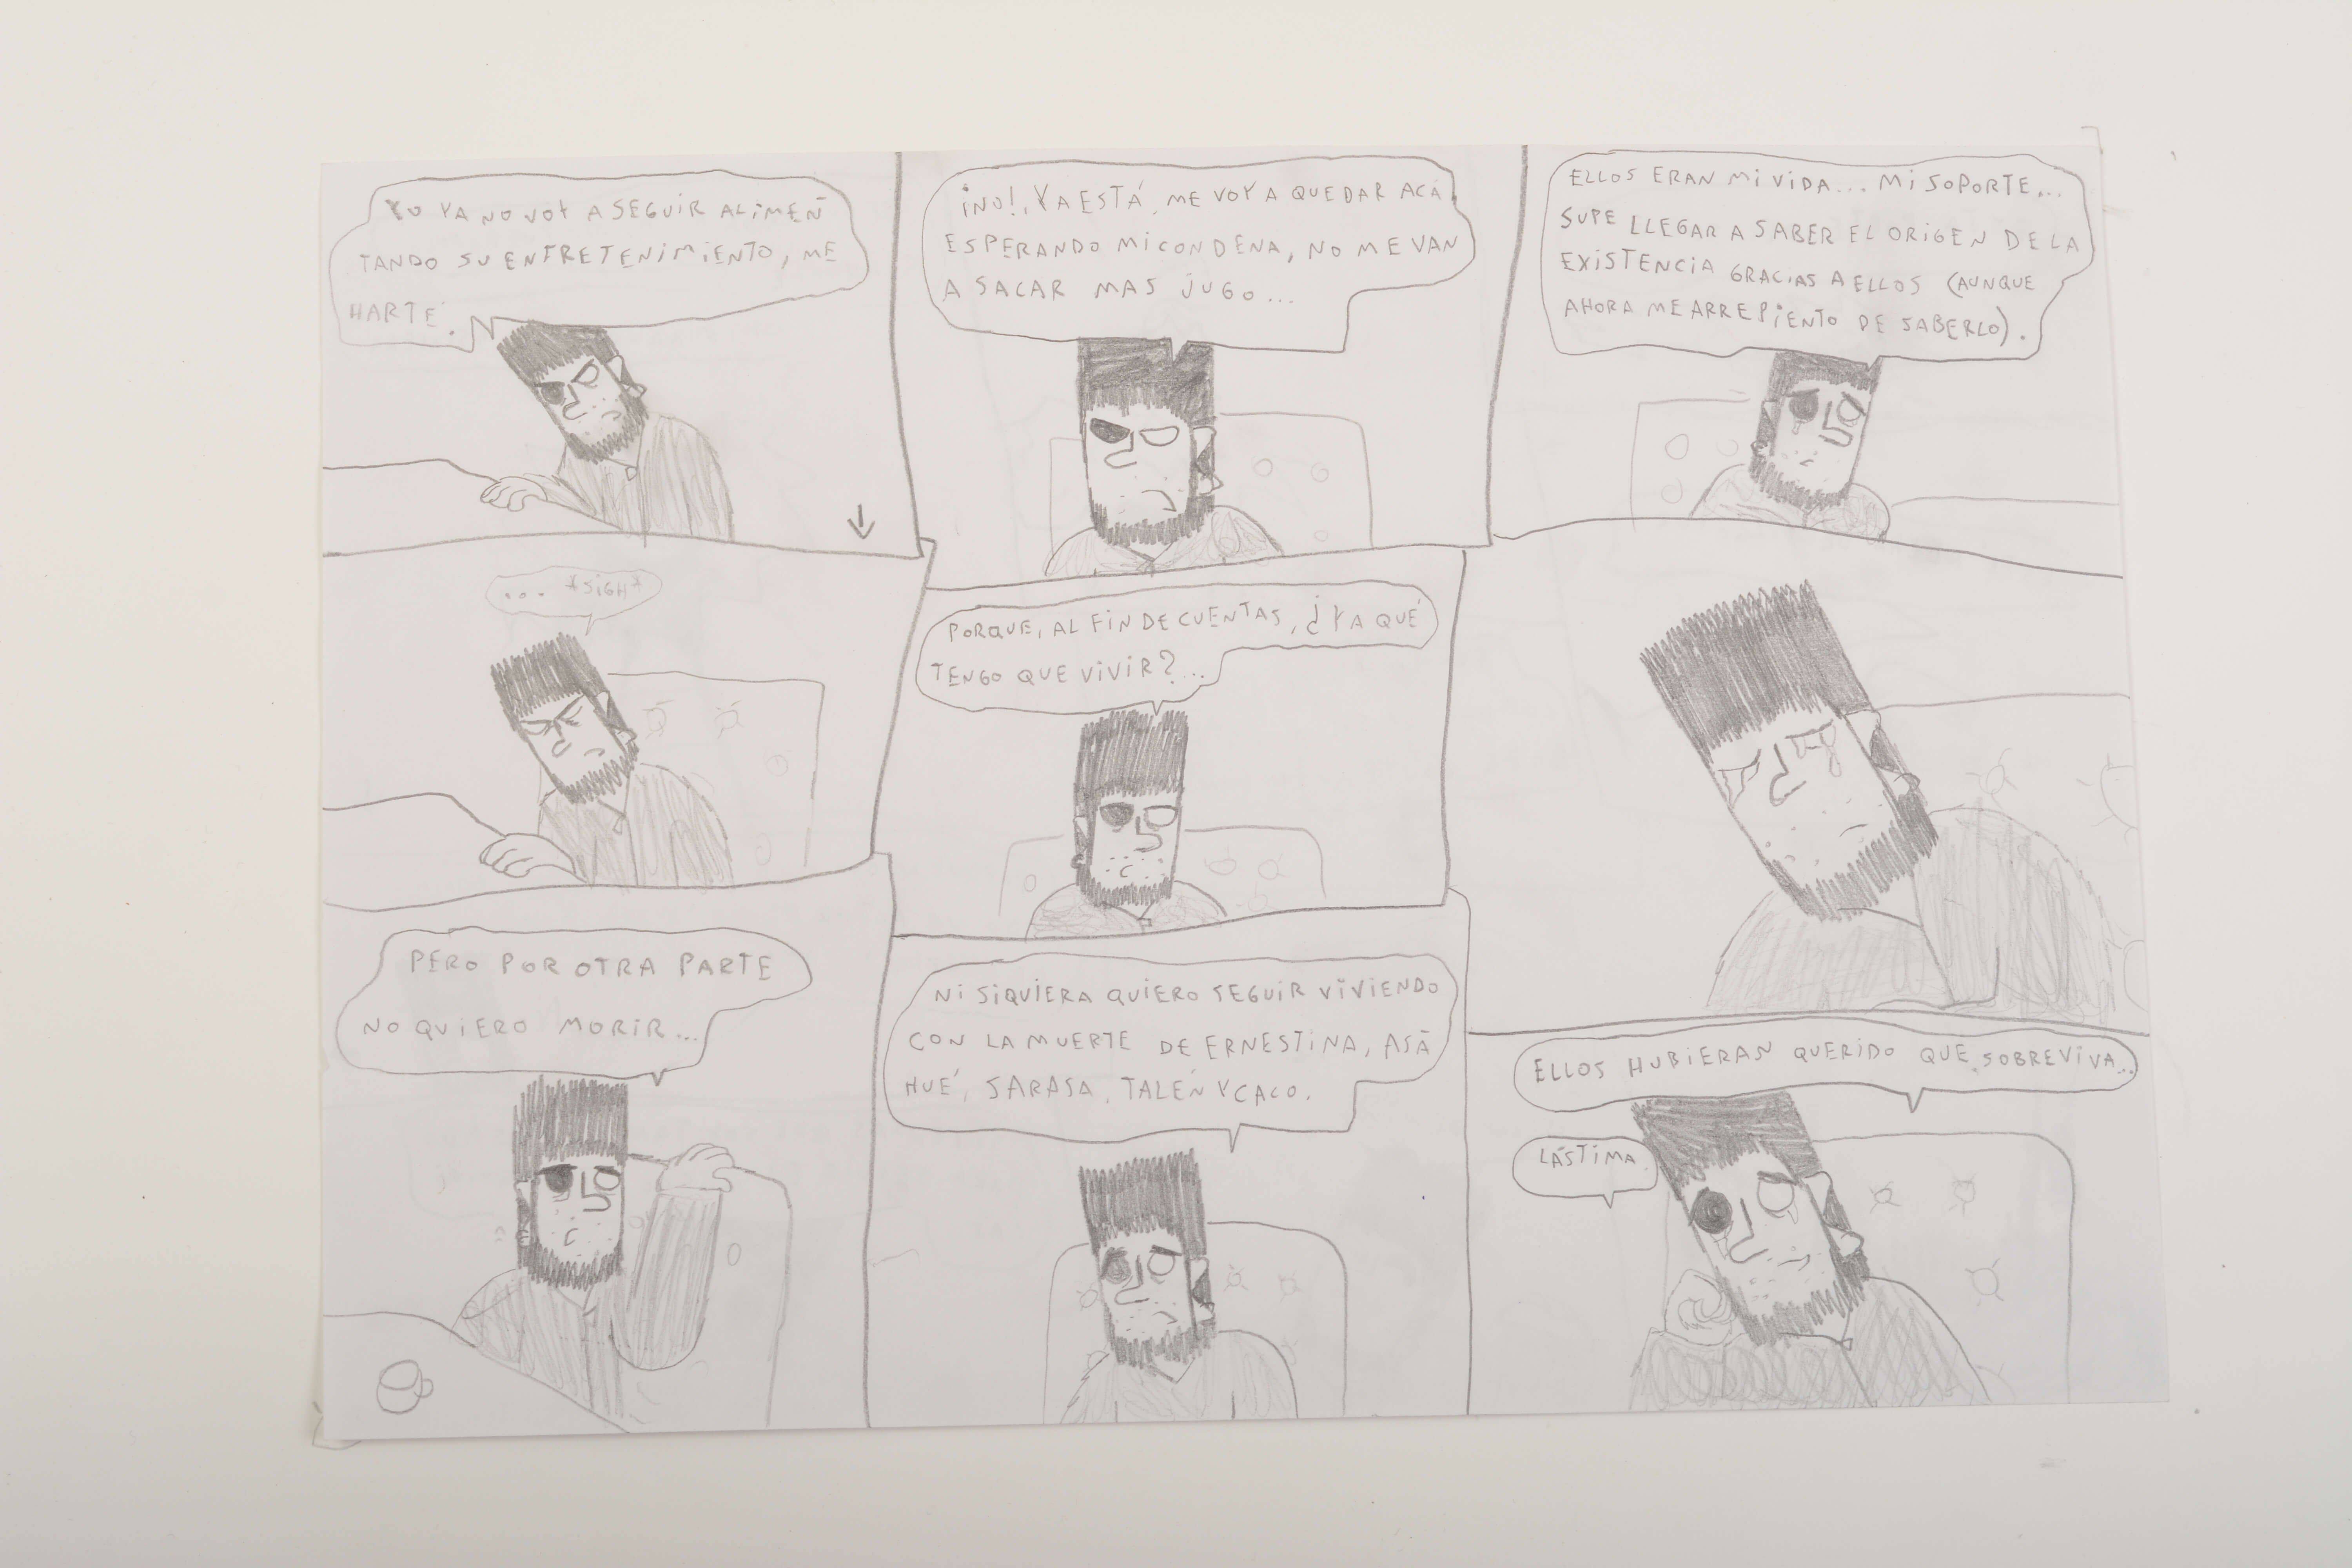 YO YA NO VOY A SEGUIR ALIMEN-
TANDO SU ENTRETENIMIENTO, ME
HARTÉ.
... *SIGH*
PERO POR OTRA PARTE
NO QUIERO MORIR...
¡NO!, YA ESTÁ, ME VOY A QUEDAR ACÁ
ESPERANDO MI CONDENA, NO ME VAN
A SACAR MAS JUGO...
PORQUE, AL FIN DE CUENTAS, ¿YA QUÉ
TENGO QUE VIVIR?...
NI SIQUIERA QUIERO SEGUIR VIVIENDO
CON LA MUERTE DE ERNESTINA, ASA-
HUÉ, SARASA, TALÉN Y CACO.
ELLOS ERAN MI VIDA... MI SOPORTE...
SUPE LLEGAR A SABER EL ORIGEN DE LA
EXISTENCIA GRACIAS A ELLOS (AUNQUE
AHORA ME ARREPIENTO DE SABERLO).
ELLOS HUBIERAN QUERIDO QUE SOBREVIVA...
LÁSTIMA.